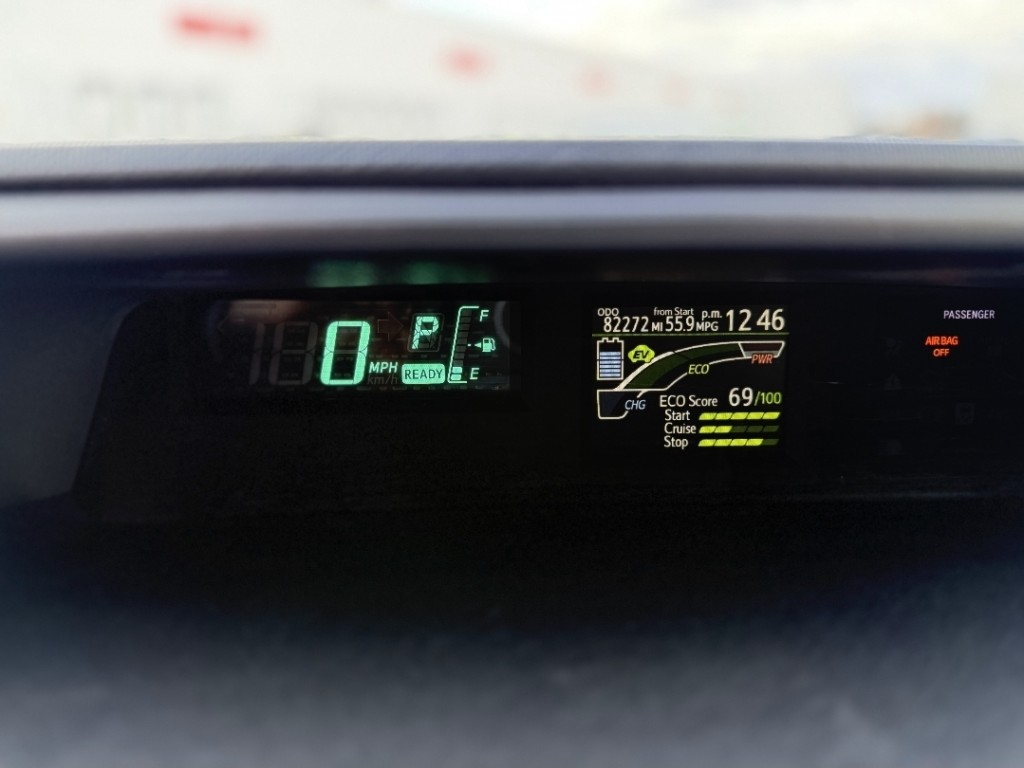 0 MPH
km/h
P
READY
F
E
ODO
82272 MI
from Start
55.9 MPG
p.m. 12 46
EV
ECO
PWR
CHG
ECO Score 69/100
Start
Cruise
Stop
PASSENGER
AIR BAG
OFF